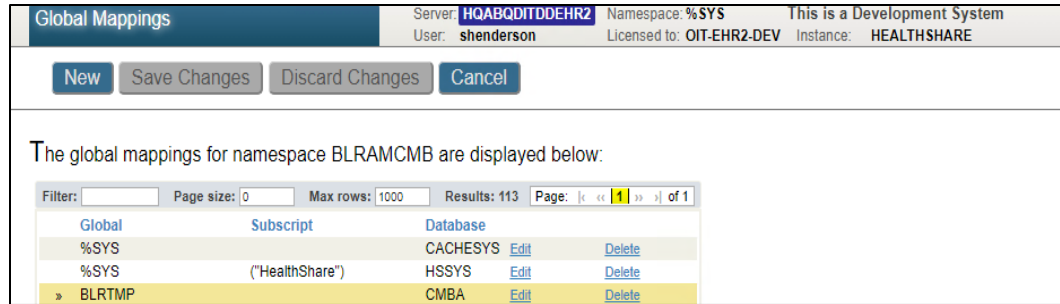 Global Mappings Server: HQABQDITDDEHR2 Namespace: %SYS This is a Development System
User: shenderson Licensed to: OIT-EHR2-DEV Instance: HEALTHSHARE
New Save Changes Discard Changes Cancel
The global mappings for namespace BLRAMCMB are displayed below:
Filter: Page size: 0 Max rows: 1000 Results: 113 Page: |‹ ‹‹ 1 ›› ›| of 1
Global Subscript Database
%SYS CACHESYS Edit Delete
%SYS ("HealthShare") HSSYS Edit Delete
» BLRTMP CMBA Edit Delete